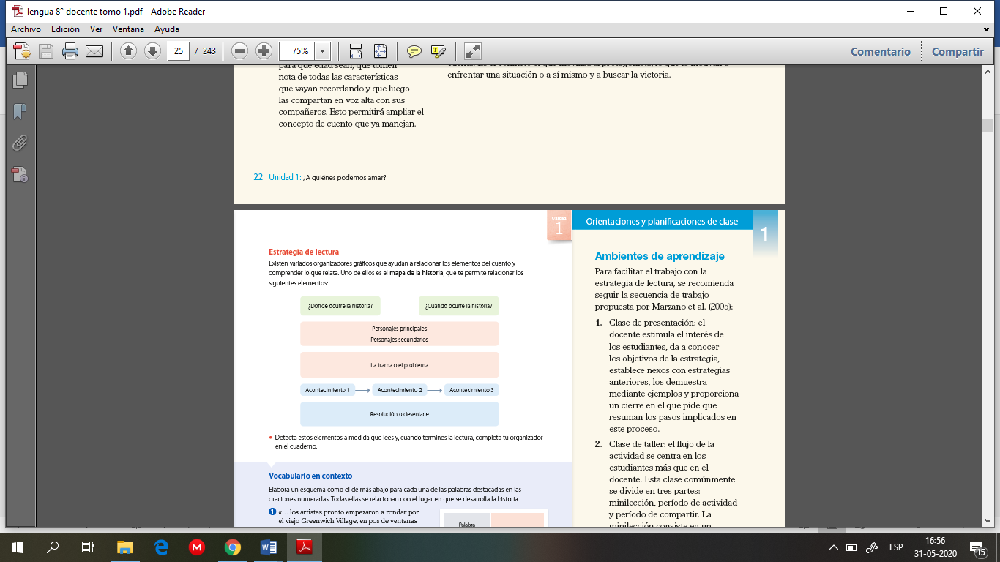 lengua 8° docente tomo 1.pdf - Adobe Reader
Archivo Edición Ver Ventana Ayuda
25 / 243 75% Comentario Compartir
para que edad sean, que tomen
nota de todas las características
que vayan recordando y que luego
las compartan en voz alta con sus
compañeros. Esto permitirá ampliar el
concepto de cuento que ya manejan.
enfrentar una situación o a sí mismo y a buscar la victoria.
22 Unidad 1: ¿A quiénes podemos amar?
Unidad
1
Estrategia de lectura
Existen variados organizadores gráficos que ayudan a relacionar los elementos del cuento y
comprender lo que relata. Uno de ellos es el mapa de la historia, que te permite relacionar los
siguientes elementos:
¿Dónde ocurre la historia? ¿Cuándo ocurre la historia?
Personajes principales
Personajes secundarios
La trama o el problema
Acontecimiento 1 Acontecimiento 2 Acontecimiento 3
Resolución o desenlace
• Detecta estos elementos a medida que lees y, cuando termines la lectura, completa tu organizador
en el cuaderno.
Vocabulario en contexto
Elabora un esquema como el de más abajo para cada una de las palabras destacadas en las
oraciones numeradas. Todas ellas se relacionan con el lugar en que se desarrolla la historia.
1 «… los artistas pronto empezaron a rondar por
el viejo Greenwich Village, en pos de ventanas
Palabra
Orientaciones y planificaciones de clase
1
Ambientes de aprendizaje
Para facilitar el trabajo con la
estrategia de lectura, se recomienda
seguir la secuencia de trabajo
propuesta por Marzano et al. (2005):
1. Clase de presentación: el
docente estimula el interés de
los estudiantes, da a conocer
los objetivos de la estrategia,
establece nexos con estrategias
anteriores, los demuestra
mediante ejemplos y proporciona
un cierre en el que pide que
resuman los pasos implicados en
este proceso.
2. Clase de taller: el flujo de la
actividad se centra en los
estudiantes más que en el
docente. Esta clase comúnmente
se divide en tres partes:
minilección, período de actividad
y período de compartir. La
minilección consiste en un
ESP
16:56
31-05-2020
15